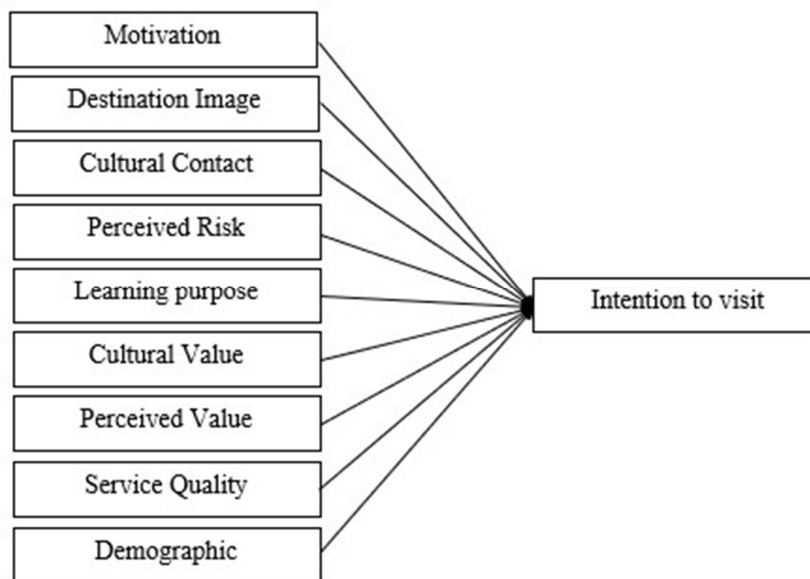 Motivation
Destination Image
Cultural Contact
Perceived Risk
Learning purpose
Cultural Value
Perceived Value
Service Quality
Demographic
Intention to visit